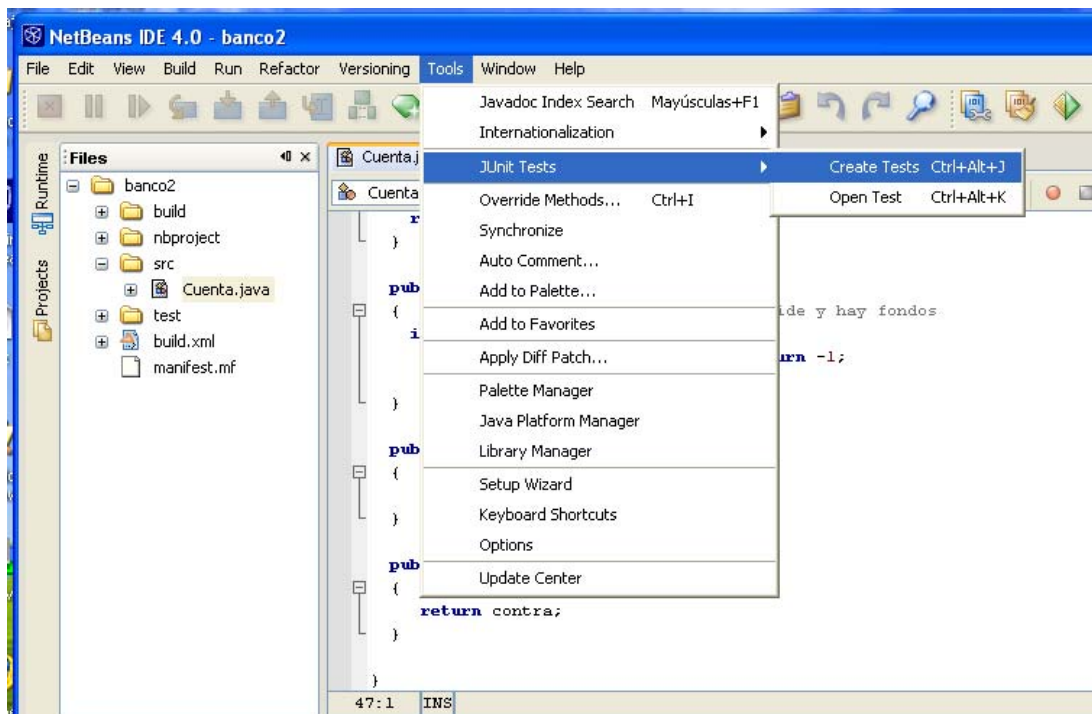 NetBeans IDE 4.0 - banco2
File Edit View Build Run Refactor Versioning Tools Window Help
Javadoc Index Search Mayúsculas+F1
Internationalization
JUnit Tests
Create Tests Ctrl+Alt+J
Open Test Ctrl+Alt+K
Override Methods... Ctrl+I
Synchronize
Auto Comment...
Add to Palette...
Add to Favorites
Apply Diff Patch...
Palette Manager
Java Platform Manager
Library Manager
Setup Wizard
Keyboard Shortcuts
Options
Update Center
Runtime
Projects
Files
banco2
build
nbproject
src
Cuenta.java
test
build.xml
manifest.mf
Cuenta.j
Cuenta
r
}
pub
{
ide y hay fondos
i
urn -1;
}
pub
{
}
pub
{
return contra;
}
}
47:1 INS